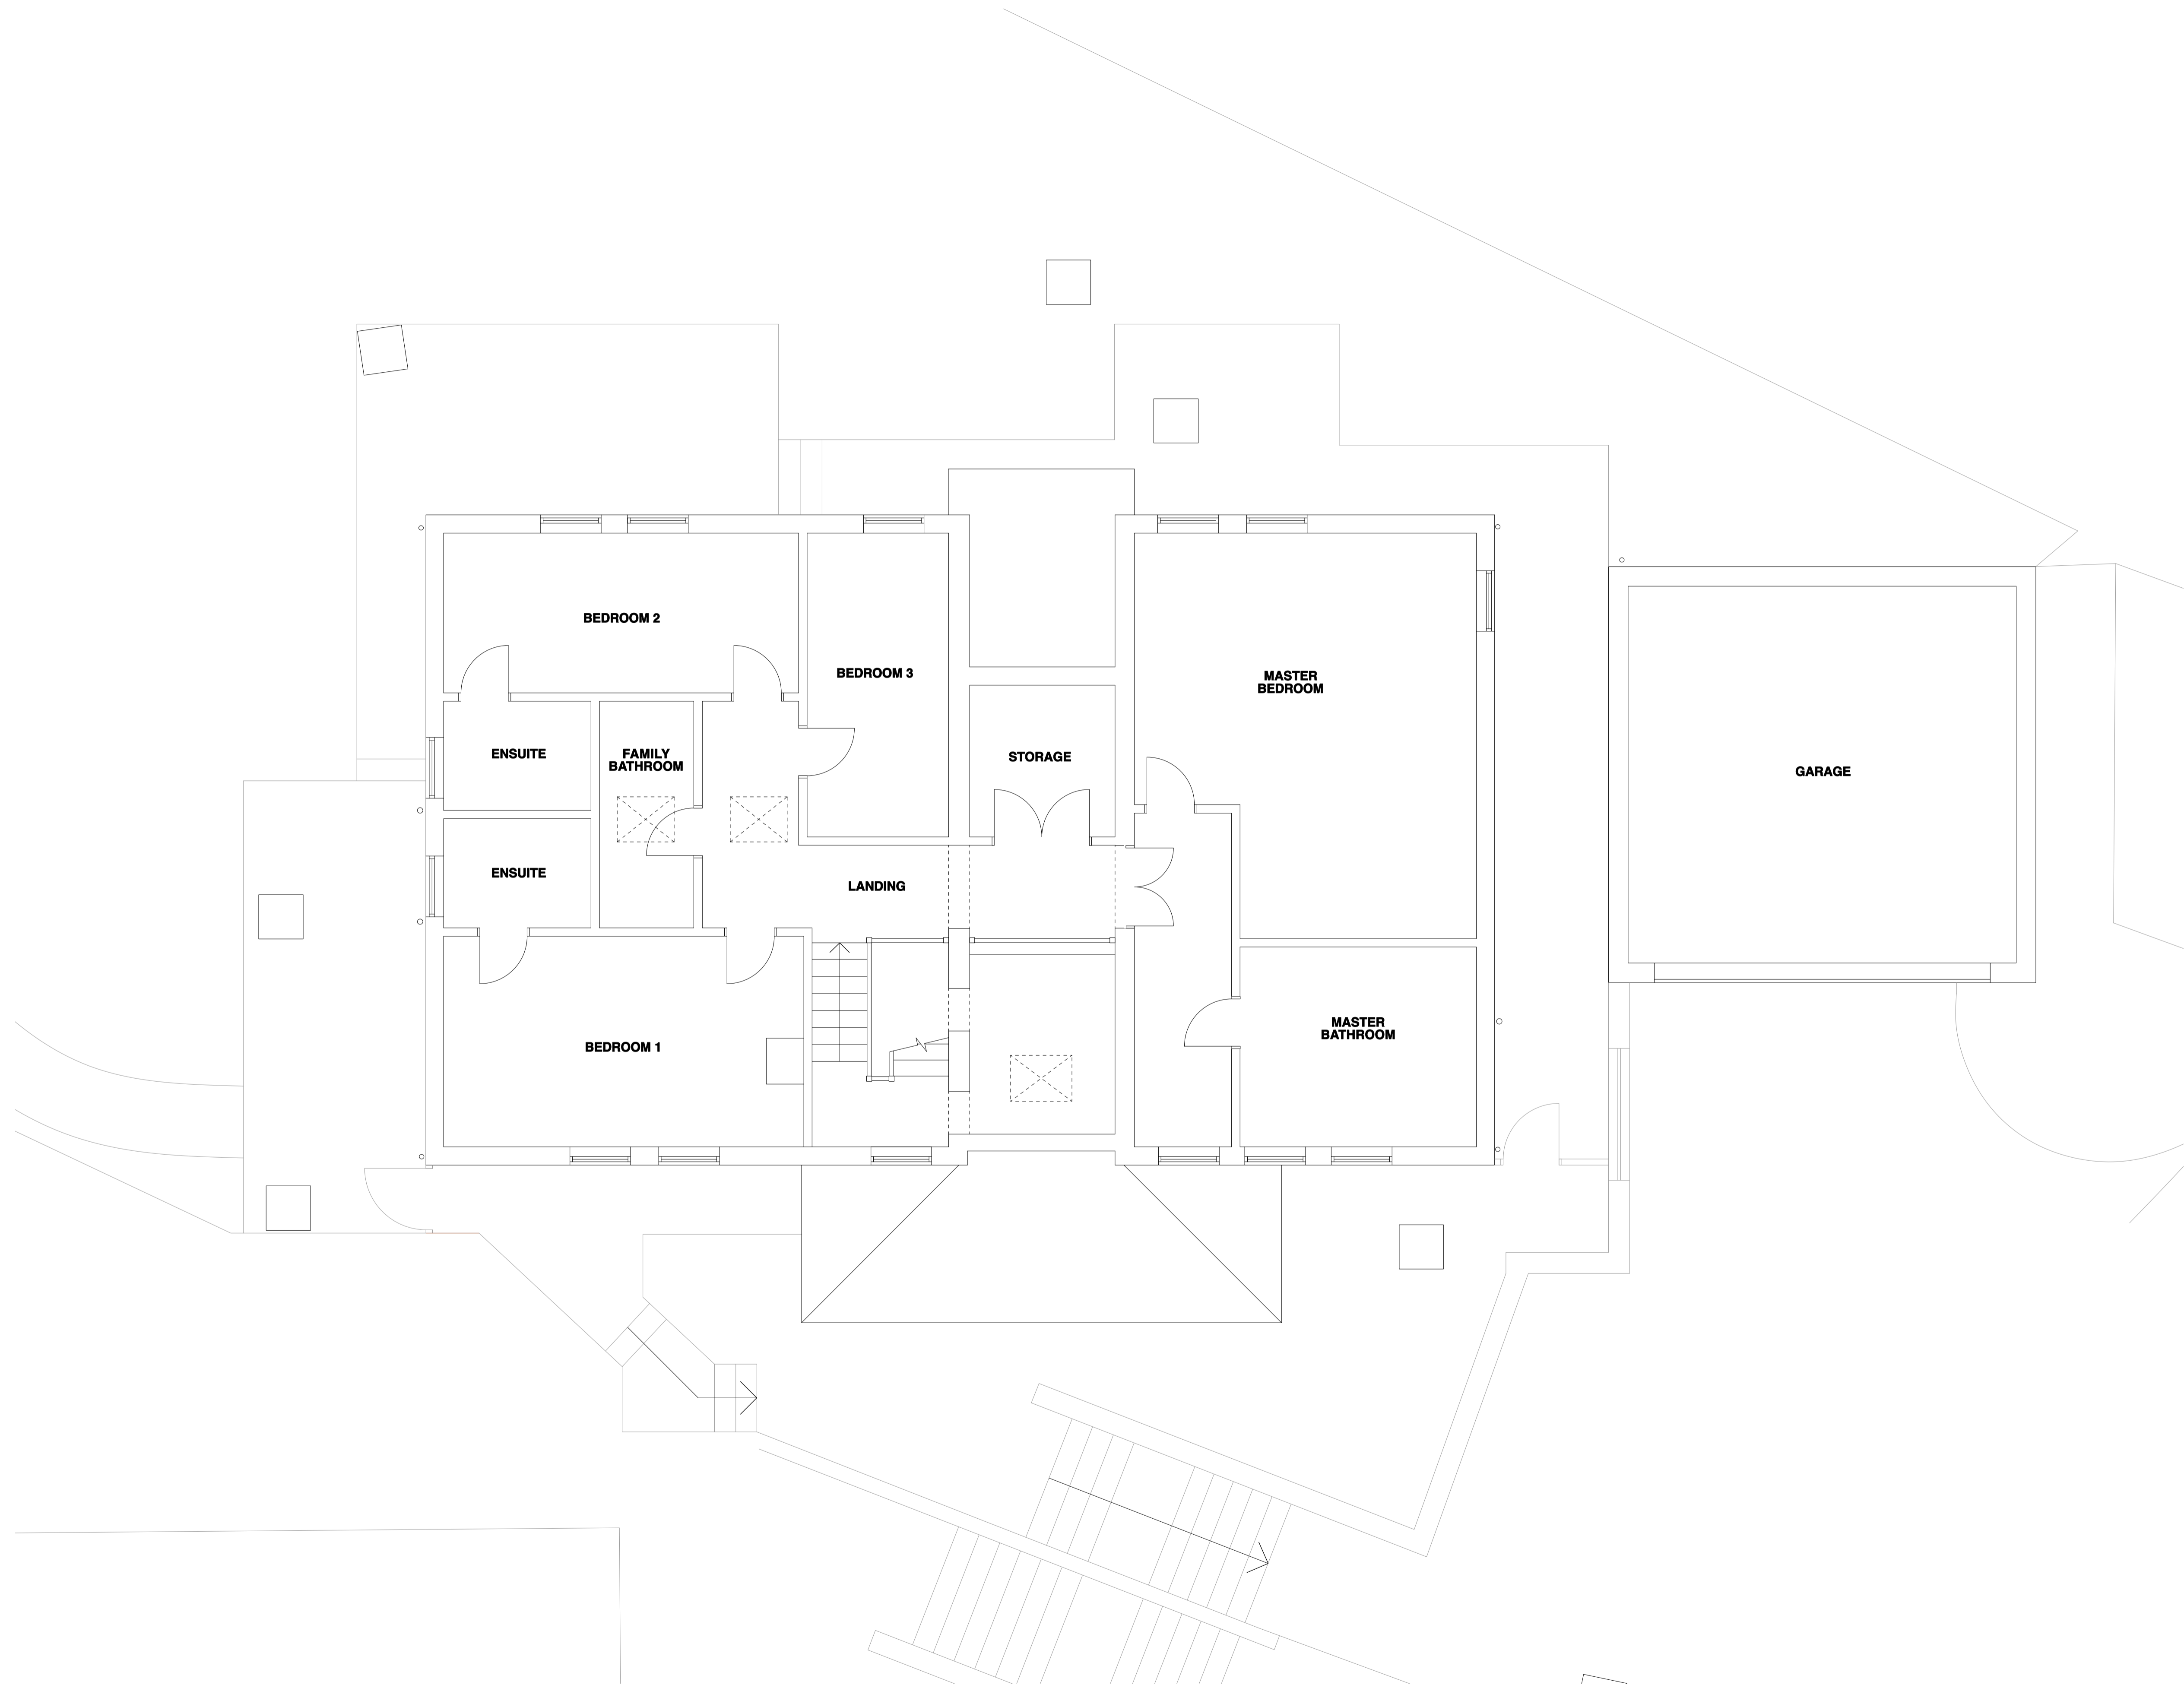 BEDROOM 2
BEDROOM 3
MASTER
BEDROOM
ENSUITE
FAMILY
BATHROOM
STORAGE
GARAGE
ENSUITE
LANDING
BEDROOM 1
MASTER
BATHROOM